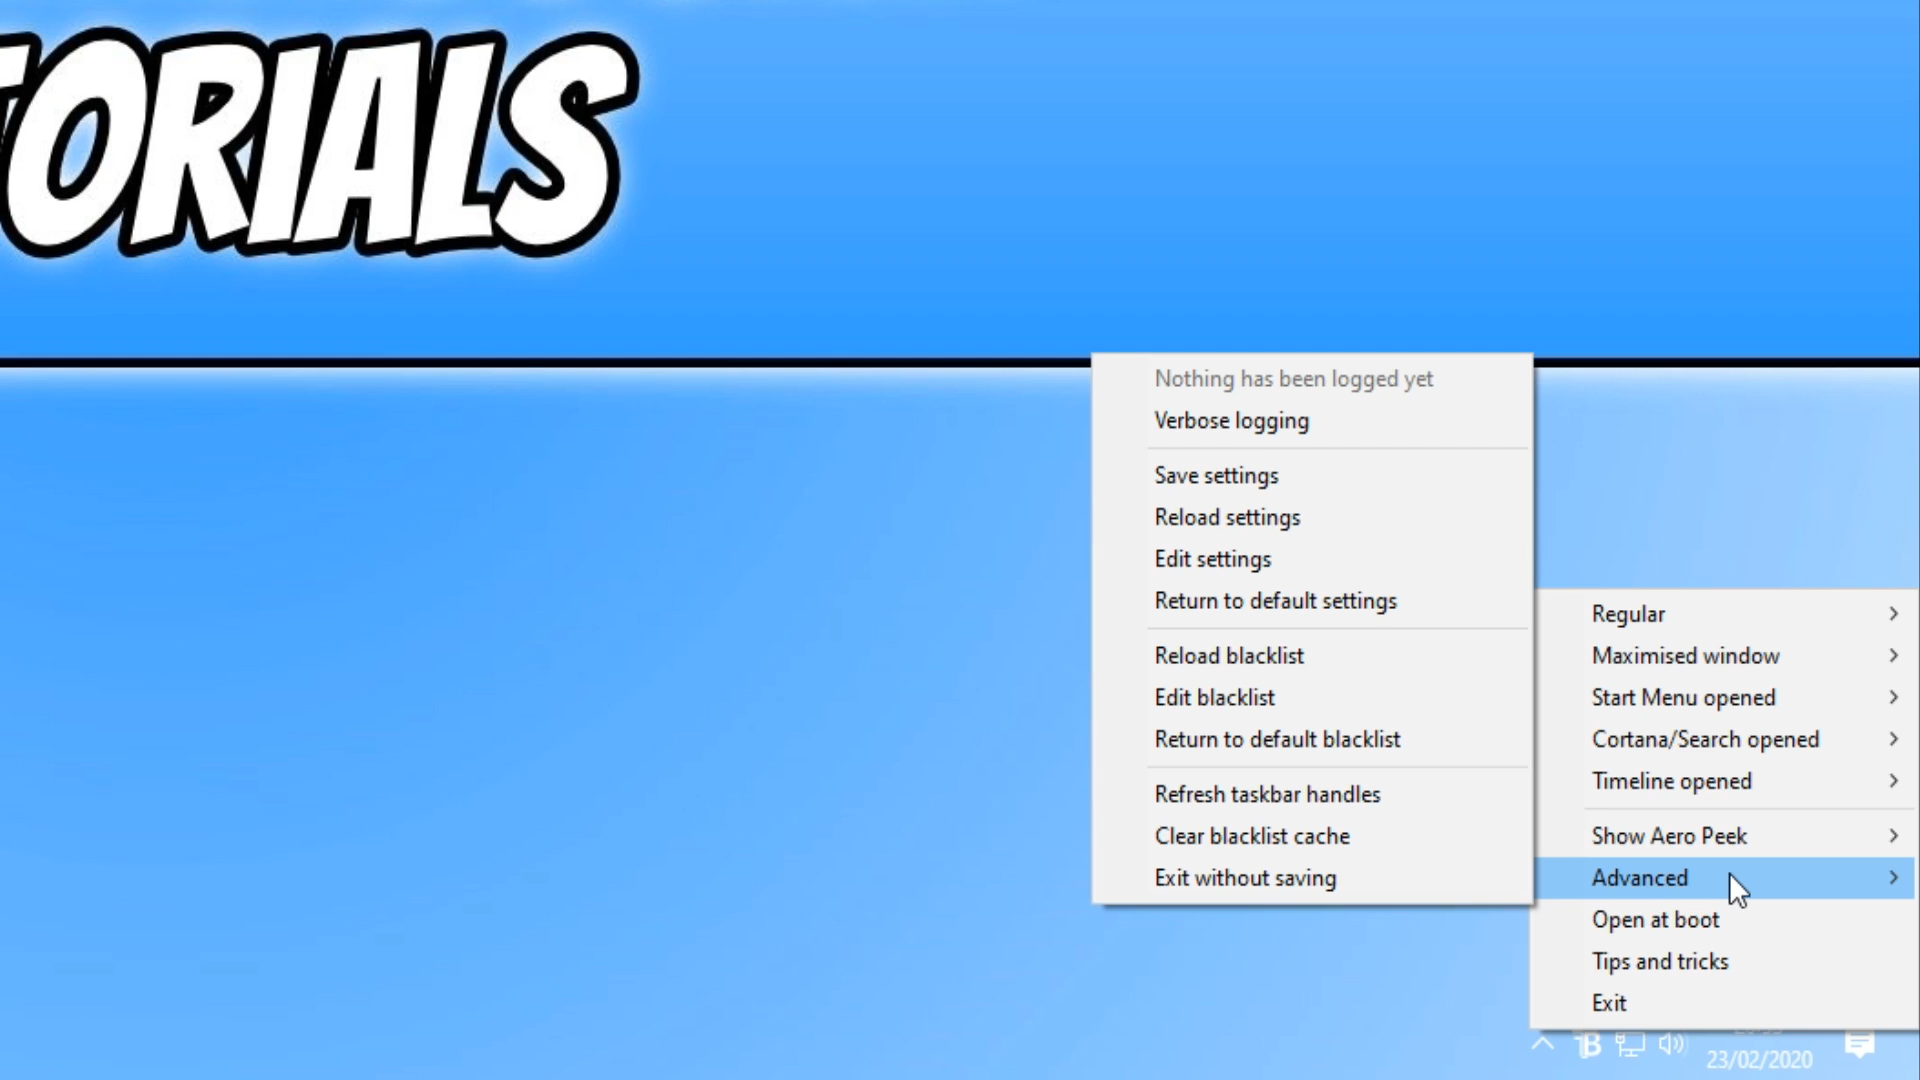 TORIALS
Nothing has been logged yet
Verbose logging
Save settings
Reload settings
Edit settings
Return to default settings
Reload blacklist
Edit blacklist
Return to default blacklist
Refresh taskbar handles
Clear blacklist cache
Exit without saving
Regular
Maximised window
Start Menu opened
Cortana/Search opened
Timeline opened
Show Aero Peek
Advanced
Open at boot
Tips and tricks
Exit
23/02/2020